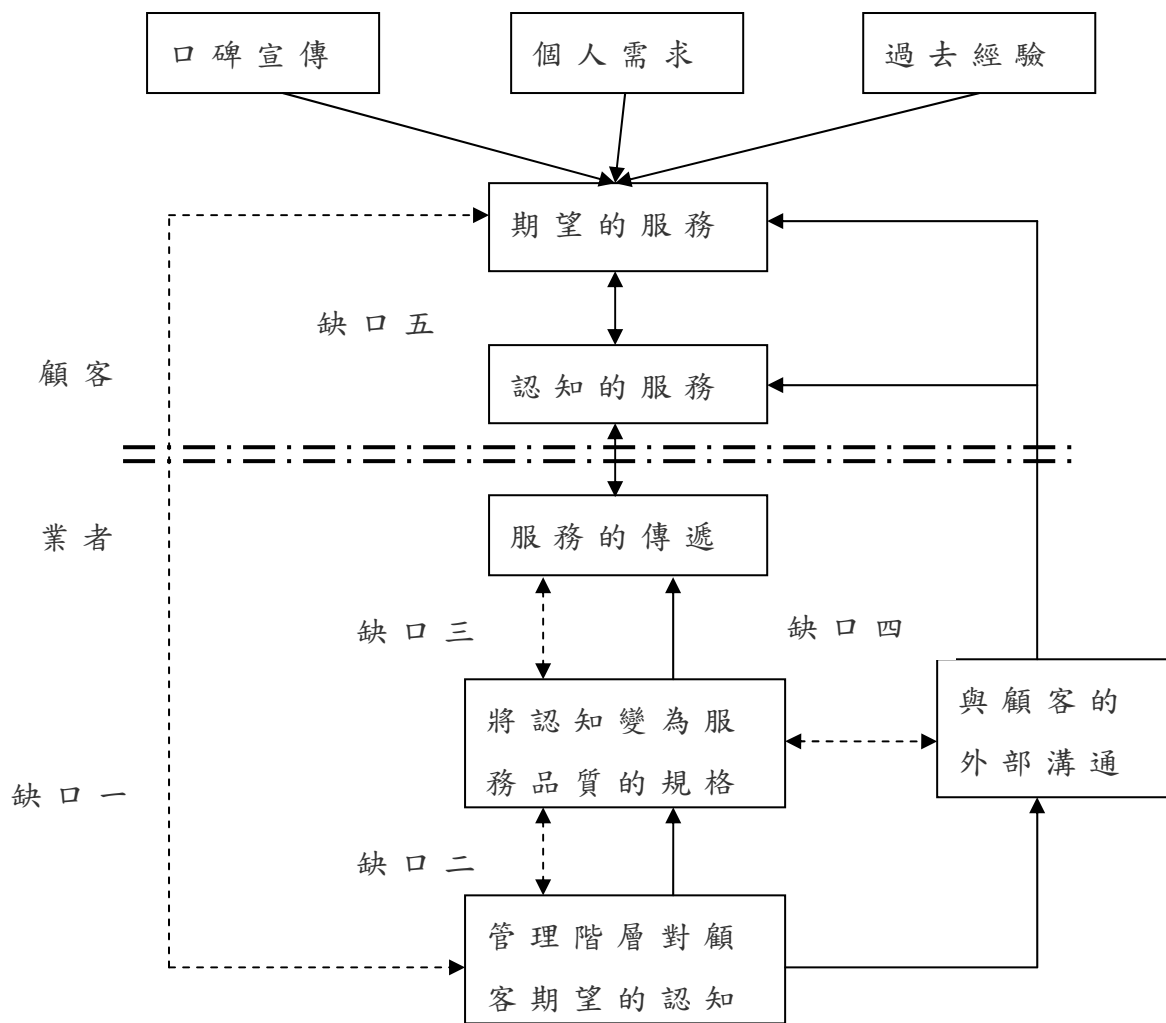 口碑宣傳
個人需求
過去經驗
期望的服務
缺口五
顧客
認知的服務
業者
服務的傳遞
缺口三
缺口四
將認知變為服
務品質的規格
與顧客的
外部溝通
缺口一
缺口二
管理階層對顧
客期望的認知